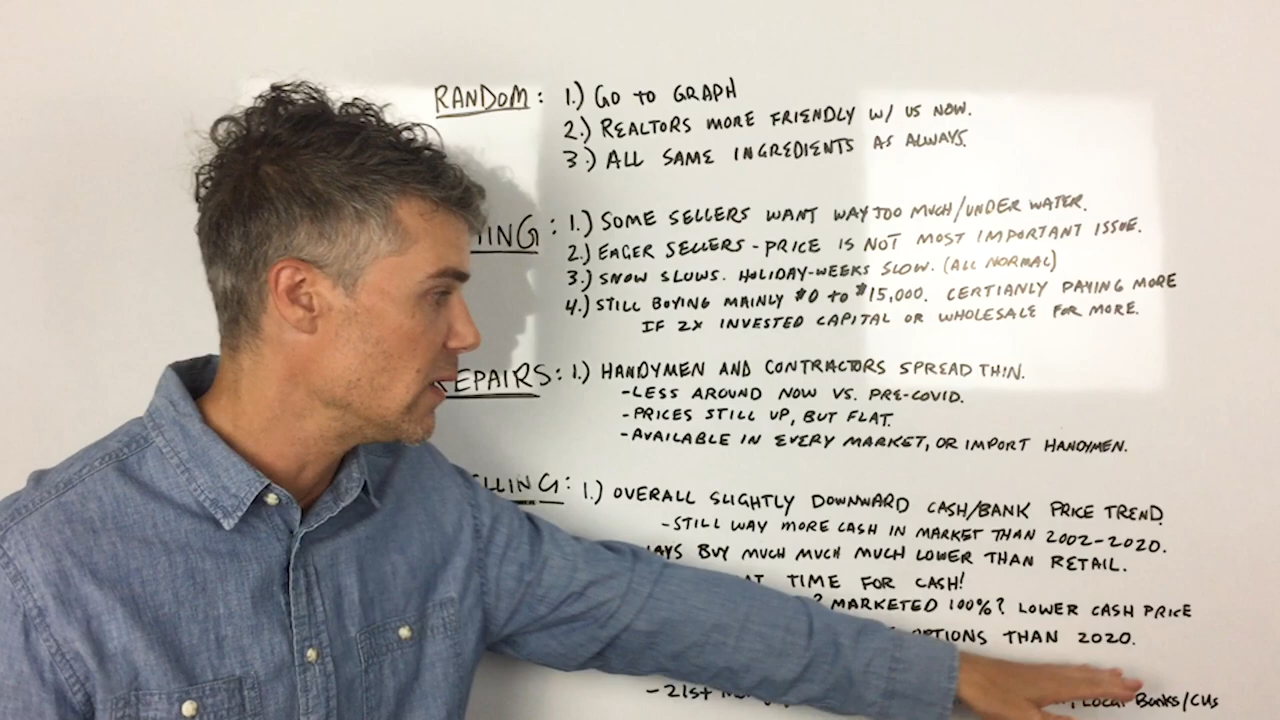 RANDOM: 1.) GO TO GRAPH
2.) REALTORS MORE FRIENDLY W/ US NOW.
3.) ALL SAME INGREDIENTS AS ALWAYS.
: 1.) SOME SELLERS WANT WAY TOO MUCH/UNDER WATER.
2.) EAGER SELLERS - PRICE IS NOT MOST IMPORTANT ISSUE.
3.) SNOW SLOWS. HOLIDAY-WEEKS SLOW. (ALL NORMAL)
4.) STILL BUYING MAINLY $0 TO $15,000. CERTIANLY PAYING MORE
IF 2X INVESTED CAPITAL OR WHOLESALE FOR MORE.
EPAIRS: 1.) HANDYMEN AND CONTRACTORS SPREAD THIN.
-LESS AROUND NOW VS. PRE-COVID.
-PRICES STILL UP, BUT FLAT.
-AVAILABLE IN EVERY MARKET, OR IMPORT HANDYMEN.
LLING: 1.) OVERALL SLIGHTLY DOWNWARD CASH/BANK PRICE TREND.
-STILL WAY MORE CASH IN MARKET THAN 2002-2020.
AYS BUY MUCH MUCH MUCH LOWER THAN RETAIL.
AT TIME FOR CASH!
? MARKETED 100%? LOWER CASH PRICE
OPTIONS THAN 2020.
-21st LOCAL BANKS/CUs